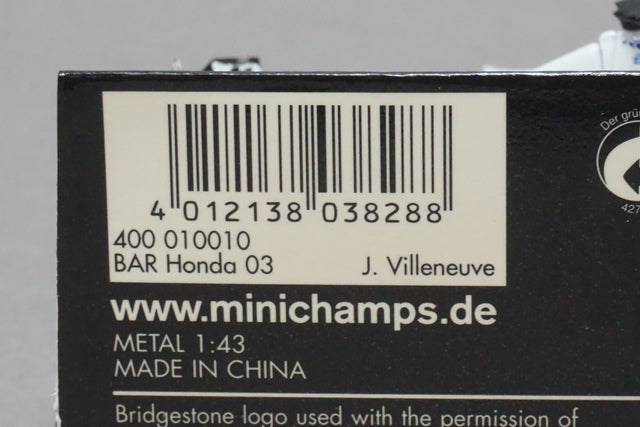 4 012138 038288
400 010010
BAR Honda 03 J. Villeneuve
www.minichamps.de
METAL 1:43
MADE IN CHINA
Bridgestone logo used with the permission of
Der